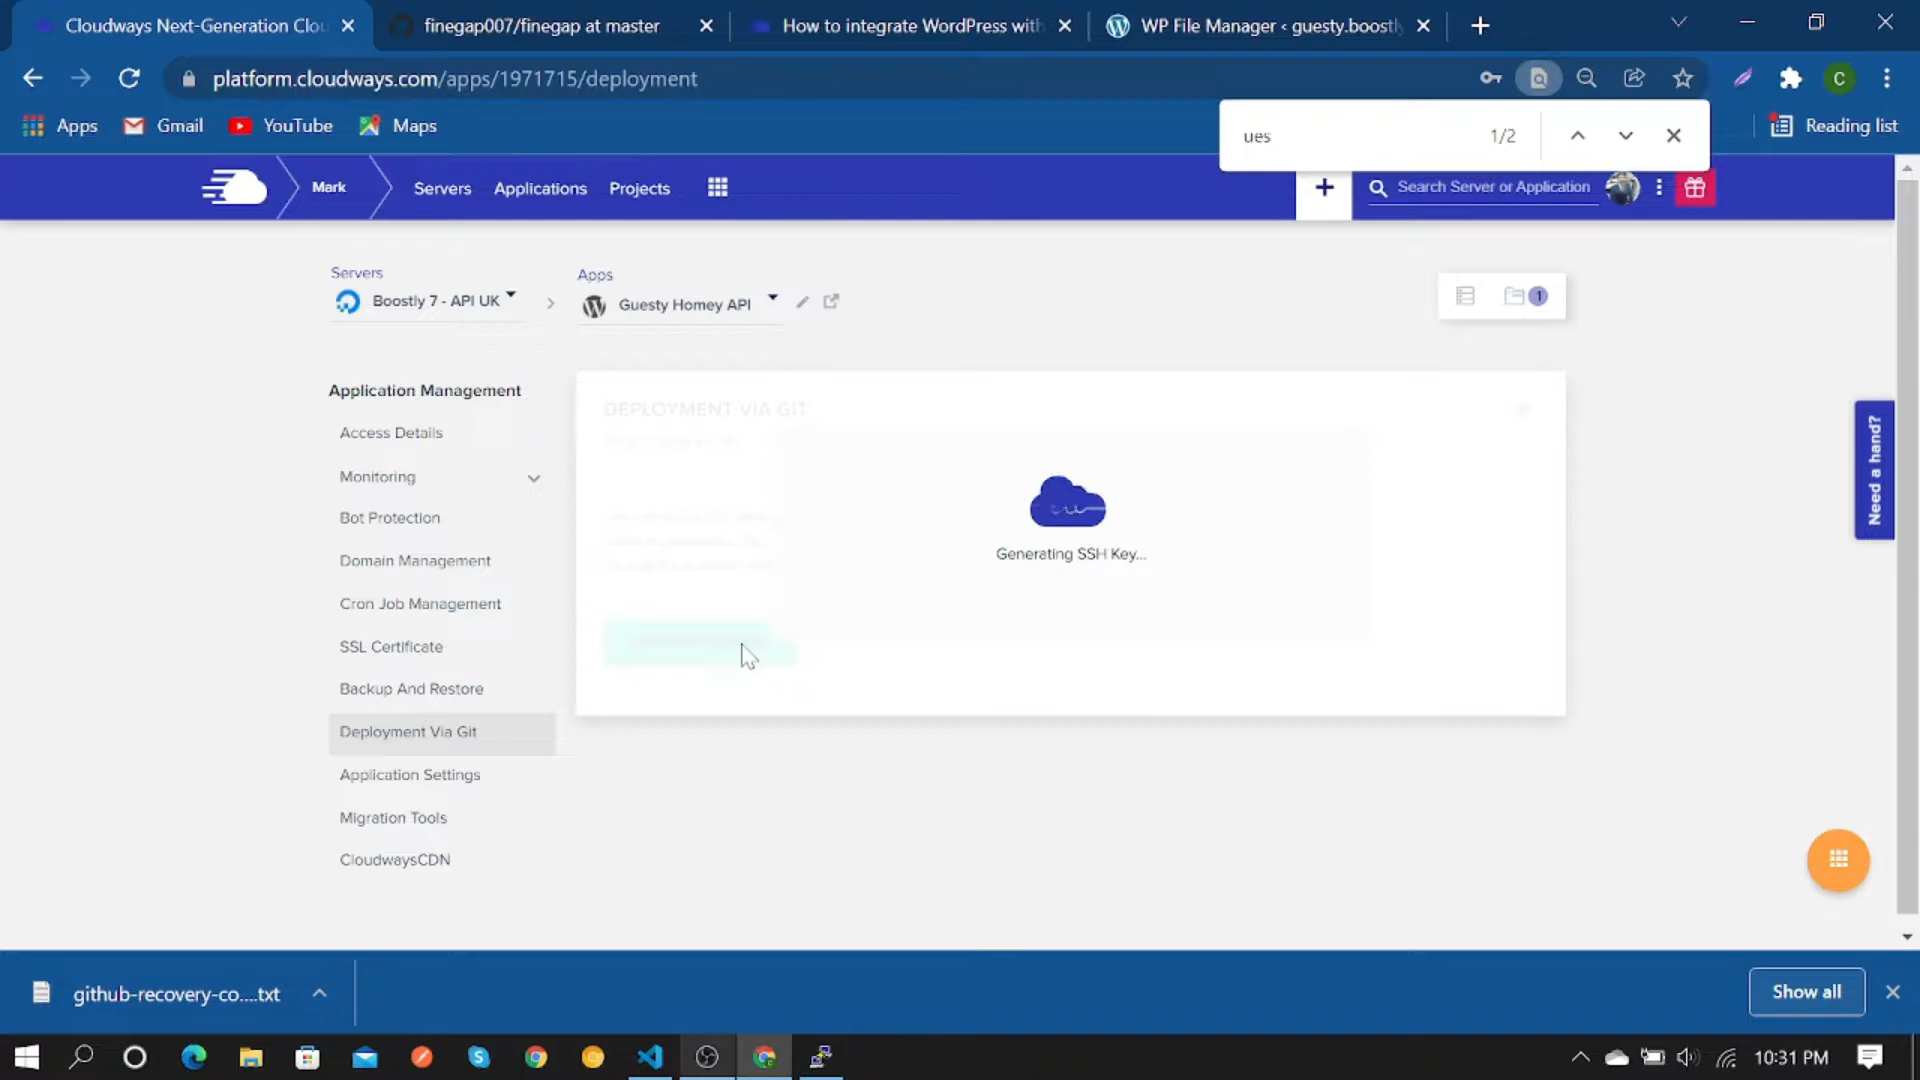 Cloudways Next-Generation Clou
finegap007/finegap at master
How to integrate WordPress with
WP File Manager ‹ guesty.boostly
platform.cloudways.com/apps/1971715/deployment
C
Apps
Gmail
YouTube
Maps
ues
1/2
Reading list
Mark
Servers
Applications
Projects
Search Server or Application
Servers
Boostly 7 - API UK
Apps
Guesty Homey API
1
Application Management
Access Details
Monitoring
Bot Protection
Domain Management
Cron Job Management
SSL Certificate
Backup And Restore
Deployment Via Git
Application Settings
Migration Tools
CloudwaysCDN
DEPLOYMENT VIA GIT
Generating SSH Key...
Need a hand?
github-recovery-co....txt
Show all
10:31 PM